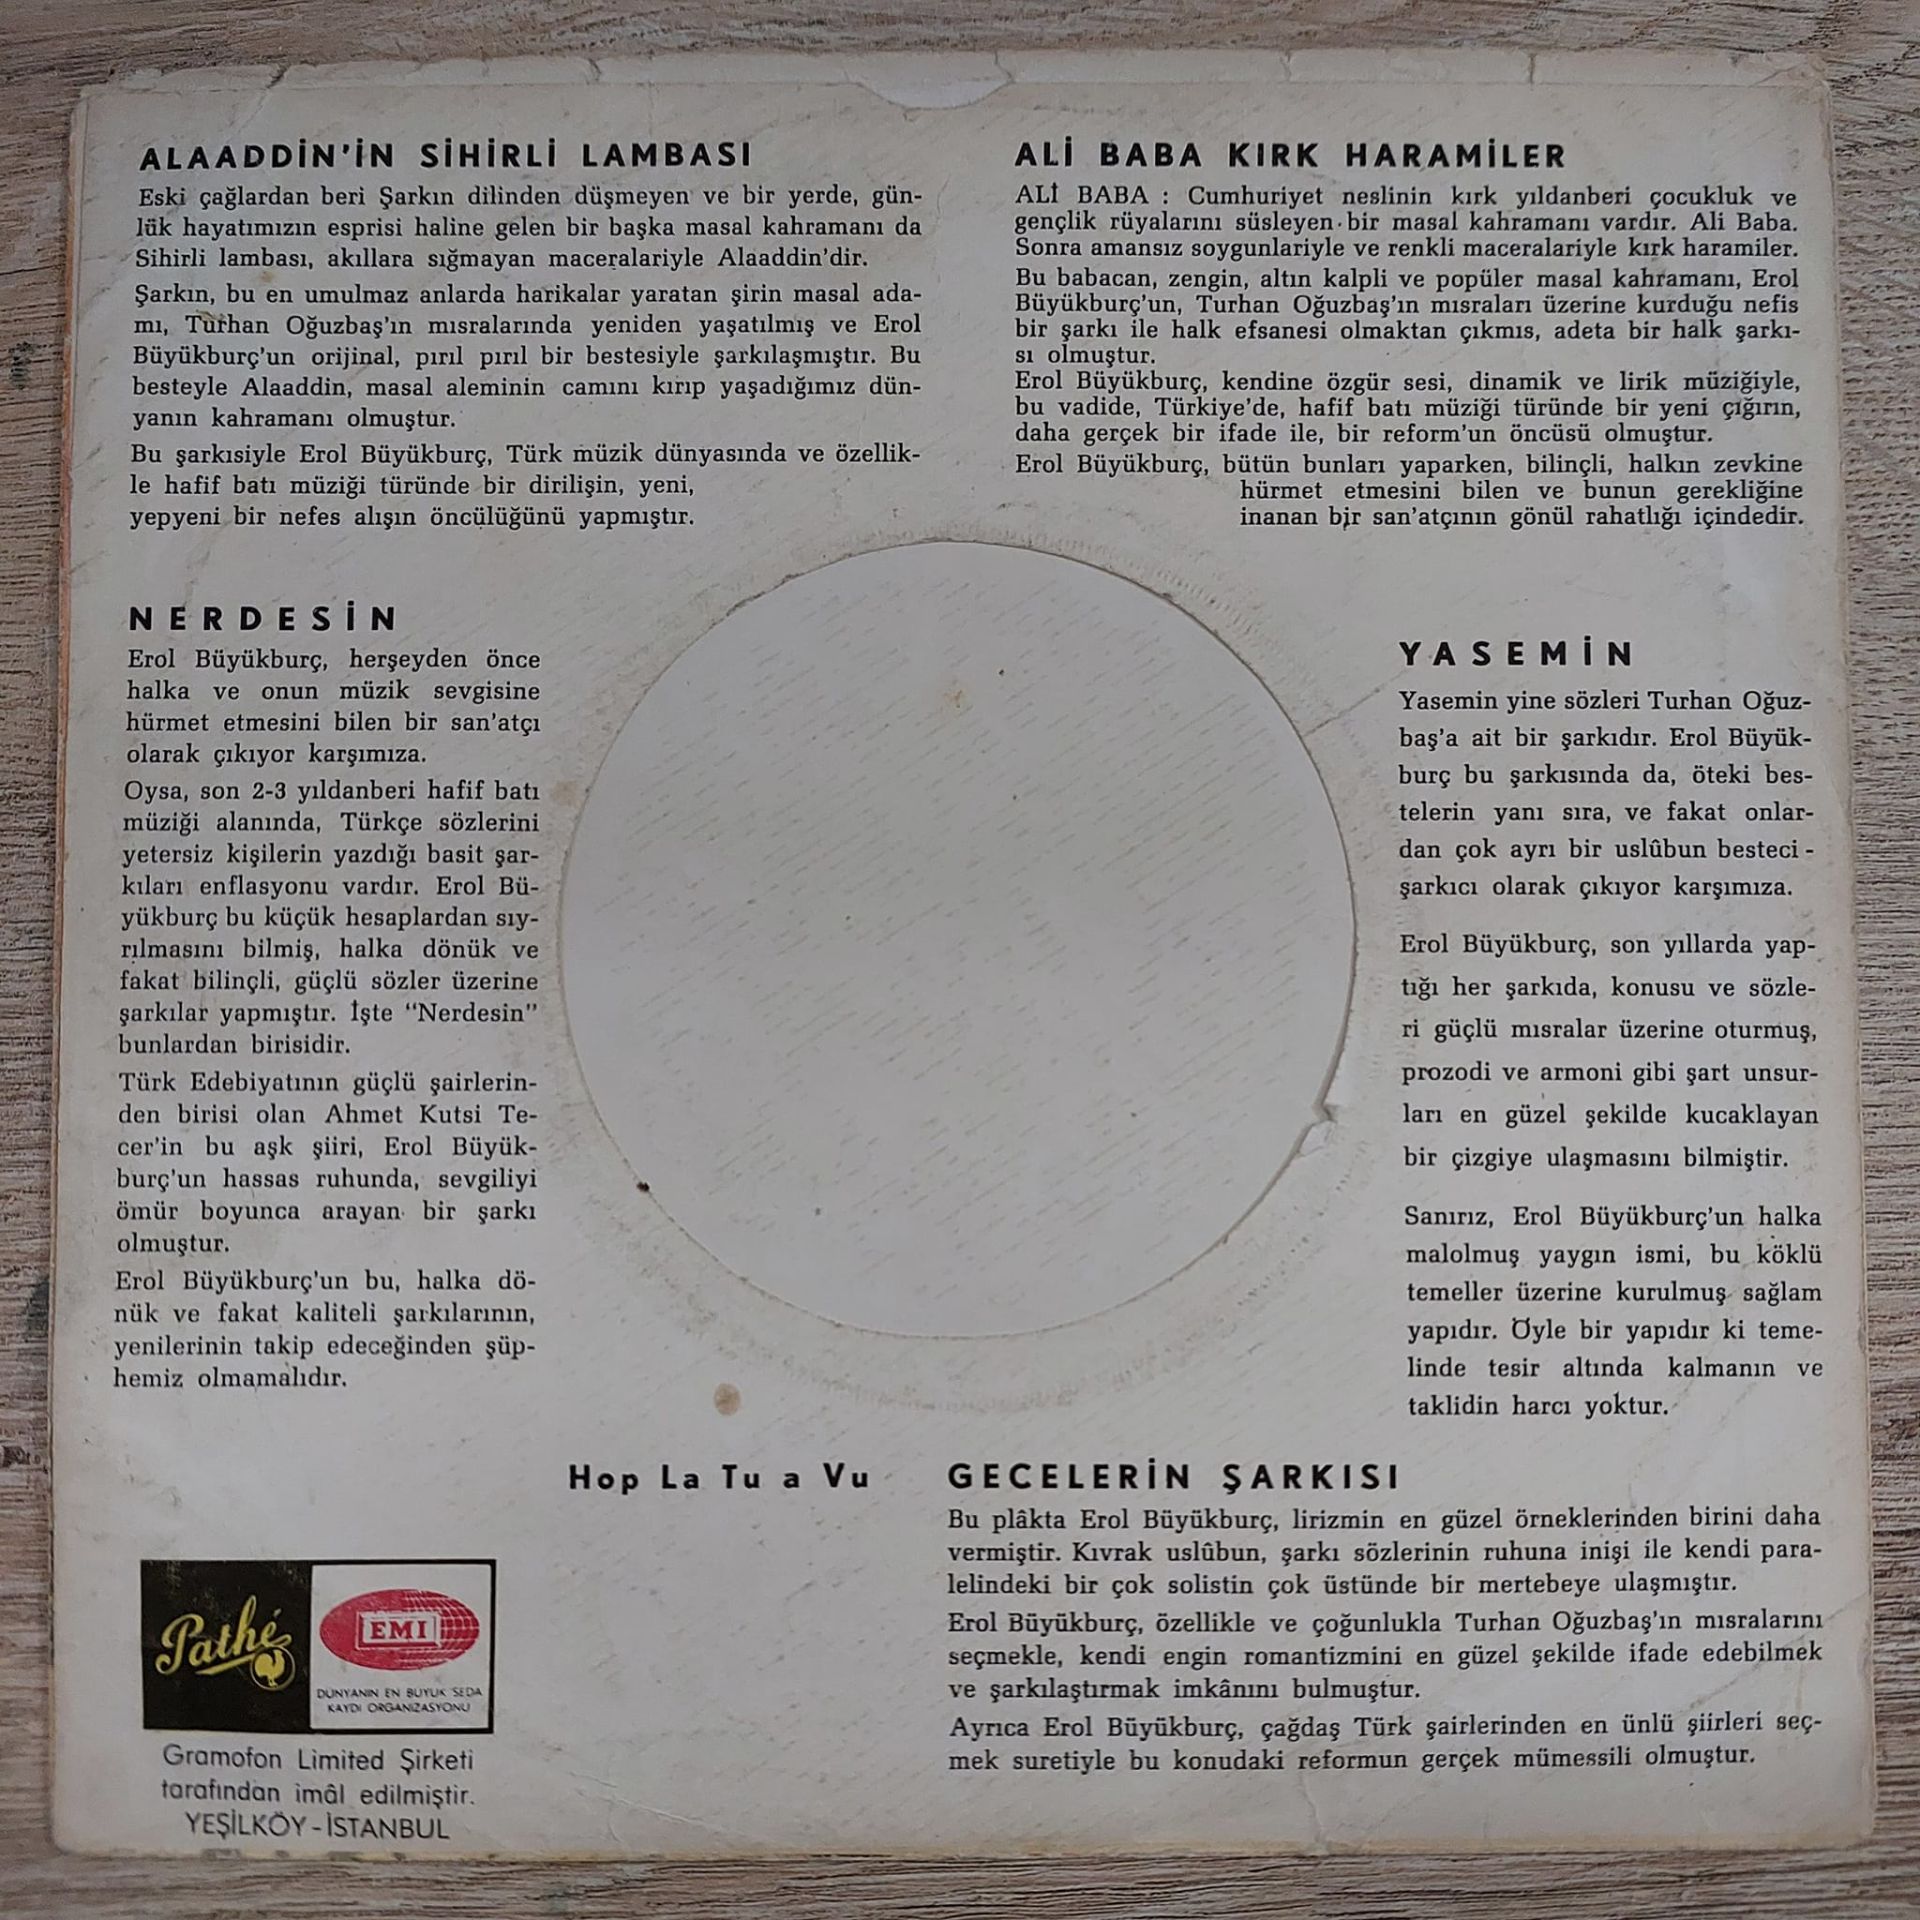 ALAADDİN'İN SİHİRLİ LAMBASI
Eski çağlardan beri Şarkın dilinden düşmeyen ve bir yerde, gün-
lük hayatımızın esprisi haline gelen bir başka masal kahramanı da
Sihirli lambası, akıllara sığmayan maceralariyle Alaaddin'dir.
Şarkın, bu en umulmaz anlarda harikalar yaratan şirin masal ada-
mı, Turhan Oğuzbaş'ın mısralarında yeniden yaşatılmış ve Erol
Büyükburç'un orijinal, pırıl pırıl bir bestesiyle şarkılaşmıştır. Bu
besteyle Alaaddin, masal aleminin camını kırıp yaşadığımız dün-
yanın kahramanı olmuştur.
Bu şarkısiyle Erol Büyükburç, Türk müzik dünyasında ve özellik-
le hafif batı müziği türünde bir dirilişin, yeni,
yepyeni bir nefes alışın öncülüğünü yapmıştır.
ALİ BABA KIRK HARAMİLER
ALİ BABA : Cumhuriyet neslinin kırk yıldanberi çocukluk ve
gençlik rüyalarını süsleyen bir masal kahramanı vardır. Ali Baba.
Sonra amansız soygunlariyle ve renkli maceralariyle kırk haramiler.
Bu babacan, zengin, altın kalpli ve popüler masal kahramanı, Erol
Büyükburç'un, Turhan Oğuzbaş'ın mısraları üzerine kurduğu nefis
bir şarkı ile halk efsanesi olmaktan çıkmıs, adeta bir halk şarkı-
sı olmuştur.
Erol Büyükburç, kendine özgür sesi, dinamik ve lirik müziğiyle,
bu vadide, Türkiye'de, hafif batı müziği türünde bir yeni çığırın,
daha gerçek bir ifade ile, bir reform'un öncüsü olmuştur.
Erol Büyükburç, bütün bunları yaparken, bilinçli, halkın zevkine
hürmet etmesini bilen ve bunun gerekliğine
inanan bir san'atçının gönül rahatlığı içindedir.
NERDESİN
Erol Büyükburç, herşeyden önce
halka ve onun müzik sevgisine
hürmet etmesini bilen bir san'atçı
olarak çıkıyor karşımıza.
Oysa, son 2-3 yıldanberi hafif batı
müziği alanında, Türkçe sözlerini
yetersiz kişilerin yazdığı basit şar-
kıları enflasyonu vardır. Erol Bü-
yükburç bu küçük hesaplardan sıy-
rılmasını bilmiş, halka dönük ve
fakat bilinçli, güçlü sözler üzerine
şarkılar yapmıştır. İşte "Nerdesin"
bunlardan birisidir.
Türk Edebiyatının güçlü şairlerin-
den birisi olan Ahmet Kutsi Te-
cer'in bu aşk şiiri, Erol Büyük-
burç'un hassas ruhunda, sevgiliyi
ömür boyunca arayan bir şarkı
olmuştur.
Erol Büyükburç'un bu, halka dö-
nük ve fakat kaliteli şarkılarının,
yenilerinin takip edeceğinden şüp-
hemiz olmamalıdır.
YASEMİN
Yasemin yine sözleri Turhan Oğuz-
baş'a ait bir şarkıdır. Erol Büyük-
burç bu şarkısında da, öteki bes-
telerin yanı sıra, ve fakat onlar-
dan çok ayrı bir uslûbun besteci -
şarkıcı olarak çıkıyor karşımıza.
Erol Büyükburç, son yıllarda yap-
tığı her şarkıda, konusu ve sözle-
ri güçlü mısralar üzerine oturmuş,
prozodi ve armoni gibi şart unsur-
ları en güzel şekilde kucaklayan
bir çizgiye ulaşmasını bilmiştir.
Sanırız, Erol Büyükburç'un halka
malolmuş yaygın ismi, bu köklü
temeller üzerine kurulmuş sağlam
yapıdır. Öyle bir yapıdır ki teme-
linde tesir altında kalmanın ve
taklidin harcı yoktur.
Hop La Tu a Vu
GECELERİN ŞARKISI
Bu plâkta Erol Büyükburç, lirizmin en güzel örneklerinden birini daha
vermiştir. Kıvrak uslûbun, şarkı sözlerinin ruhuna inişi ile kendi para-
lelindeki bir çok solistin çok üstünde bir mertebeye ulaşmıştır.
Erol Büyükburç, özellikle ve çoğunlukla Turhan Oğuzbaş'ın mısralarını
seçmekle, kendi engin romantizmini en güzel şekilde ifade edebilmek
ve şarkılaştırmak imkânını bulmuştur.
Ayrıca Erol Büyükburç, çağdaş Türk şairlerinden en ünlü şiirleri seç-
mek suretiyle bu konudaki reformun gerçek mümessili olmuştur.
Pathé
EMI
DÜNYANIN EN BÜYÜK SEDA
KAYDI ORGANIZASYONU
Gramofon Limited Şirketi
tarafından imâl edilmiştir.
YEŞİLKÖY - İSTANBUL